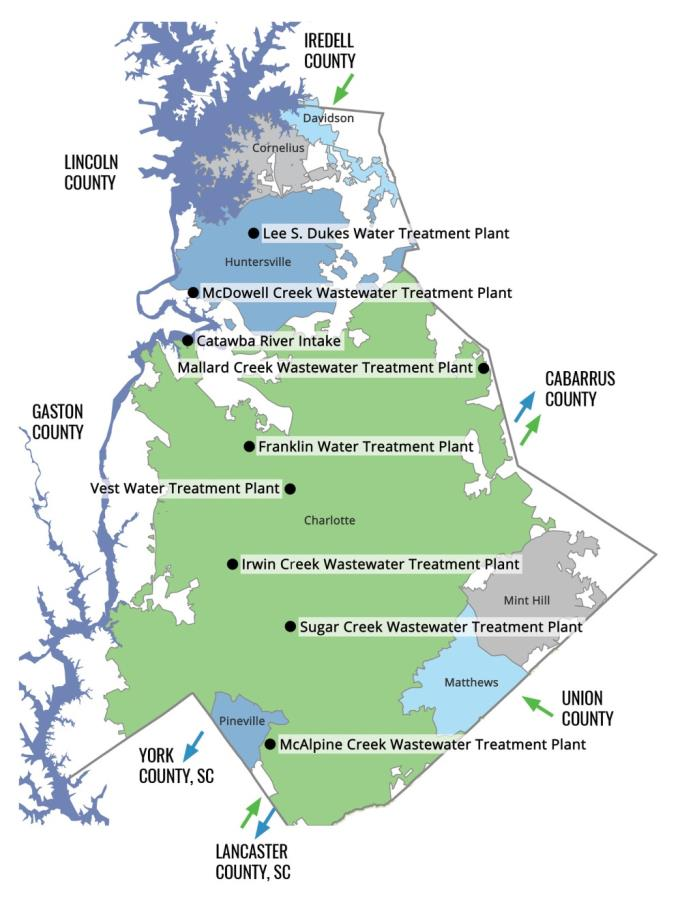 IREDELL
COUNTY
Davidson
Cornelius
LINCOLN
COUNTY
Lee S. Dukes Water Treatment Plant
Huntersville
McDowell Creek Wastewater Treatment Plant
Catawba River Intake
Mallard Creek Wastewater Treatment Plant
CABARRUS
COUNTY
GASTON
COUNTY
Franklin Water Treatment Plant
Vest Water Treatment Plant
Charlotte
Irwin Creek Wastewater Treatment Plant
Mint Hill
Sugar Creek Wastewater Treatment Plant
Matthews
UNION
COUNTY
Pineville
McAlpine Creek Wastewater Treatment Plant
YORK
COUNTY, SC
LANCASTER
COUNTY, SC